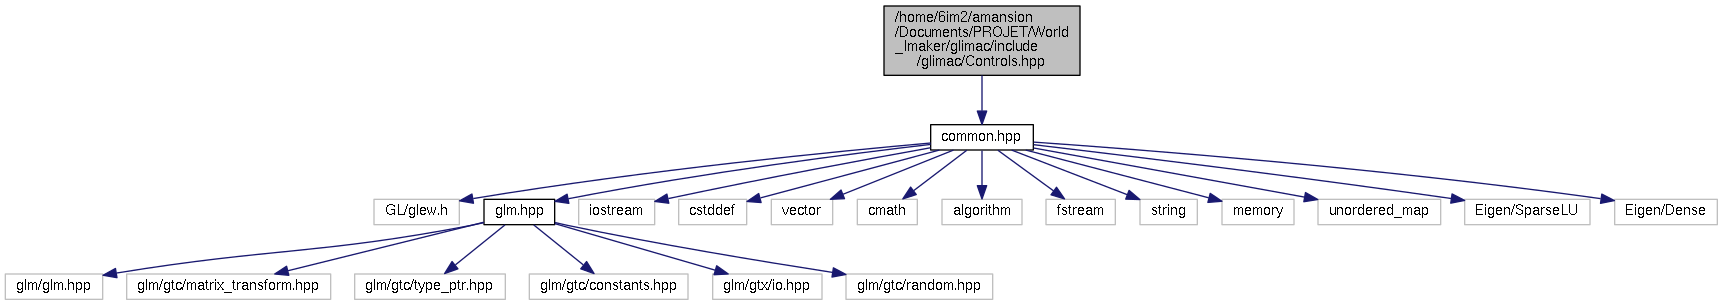 /home/6im2/amansion
/Documents/PROJET/World
_Imaker/glimac/include
/glimac/Controls.hpp
common.hpp
GL/glew.h
glm.hpp
iostream
cstddef
vector
cmath
algorithm
fstream
string
memory
unordered_map
Eigen/SparseLU
Eigen/Dense
glm/glm.hpp
glm/gtc/matrix_transform.hpp
glm/gtc/type_ptr.hpp
glm/gtc/constants.hpp
glm/gtx/io.hpp
glm/gtc/random.hpp